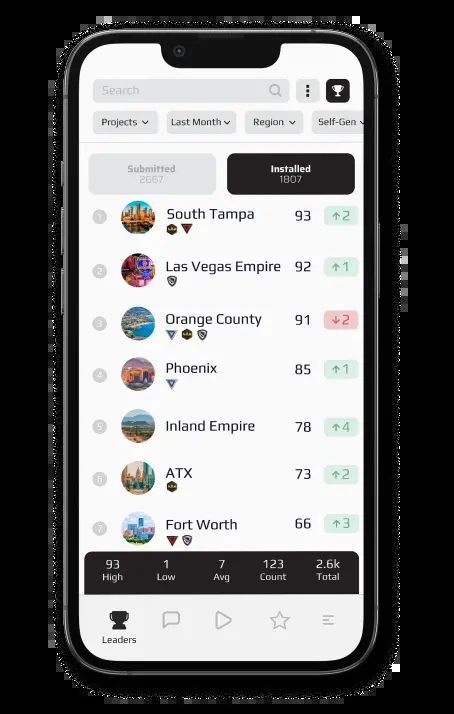 Search
Projects
Last Month
Region
Self-Gen
Submitted
2667
Installed
1807
1 South Tampa 93 ↑2
2 Las Vegas Empire 92 ↑1
3 Orange County 91 ↓2
4 Phoenix 85 ↑1
5 Inland Empire 78 ↑4
6 ATX 73 ↑2
7 Fort Worth 66 ↑3
93 1 7 123 2.6k
High Low Avg Count Total
Leaders